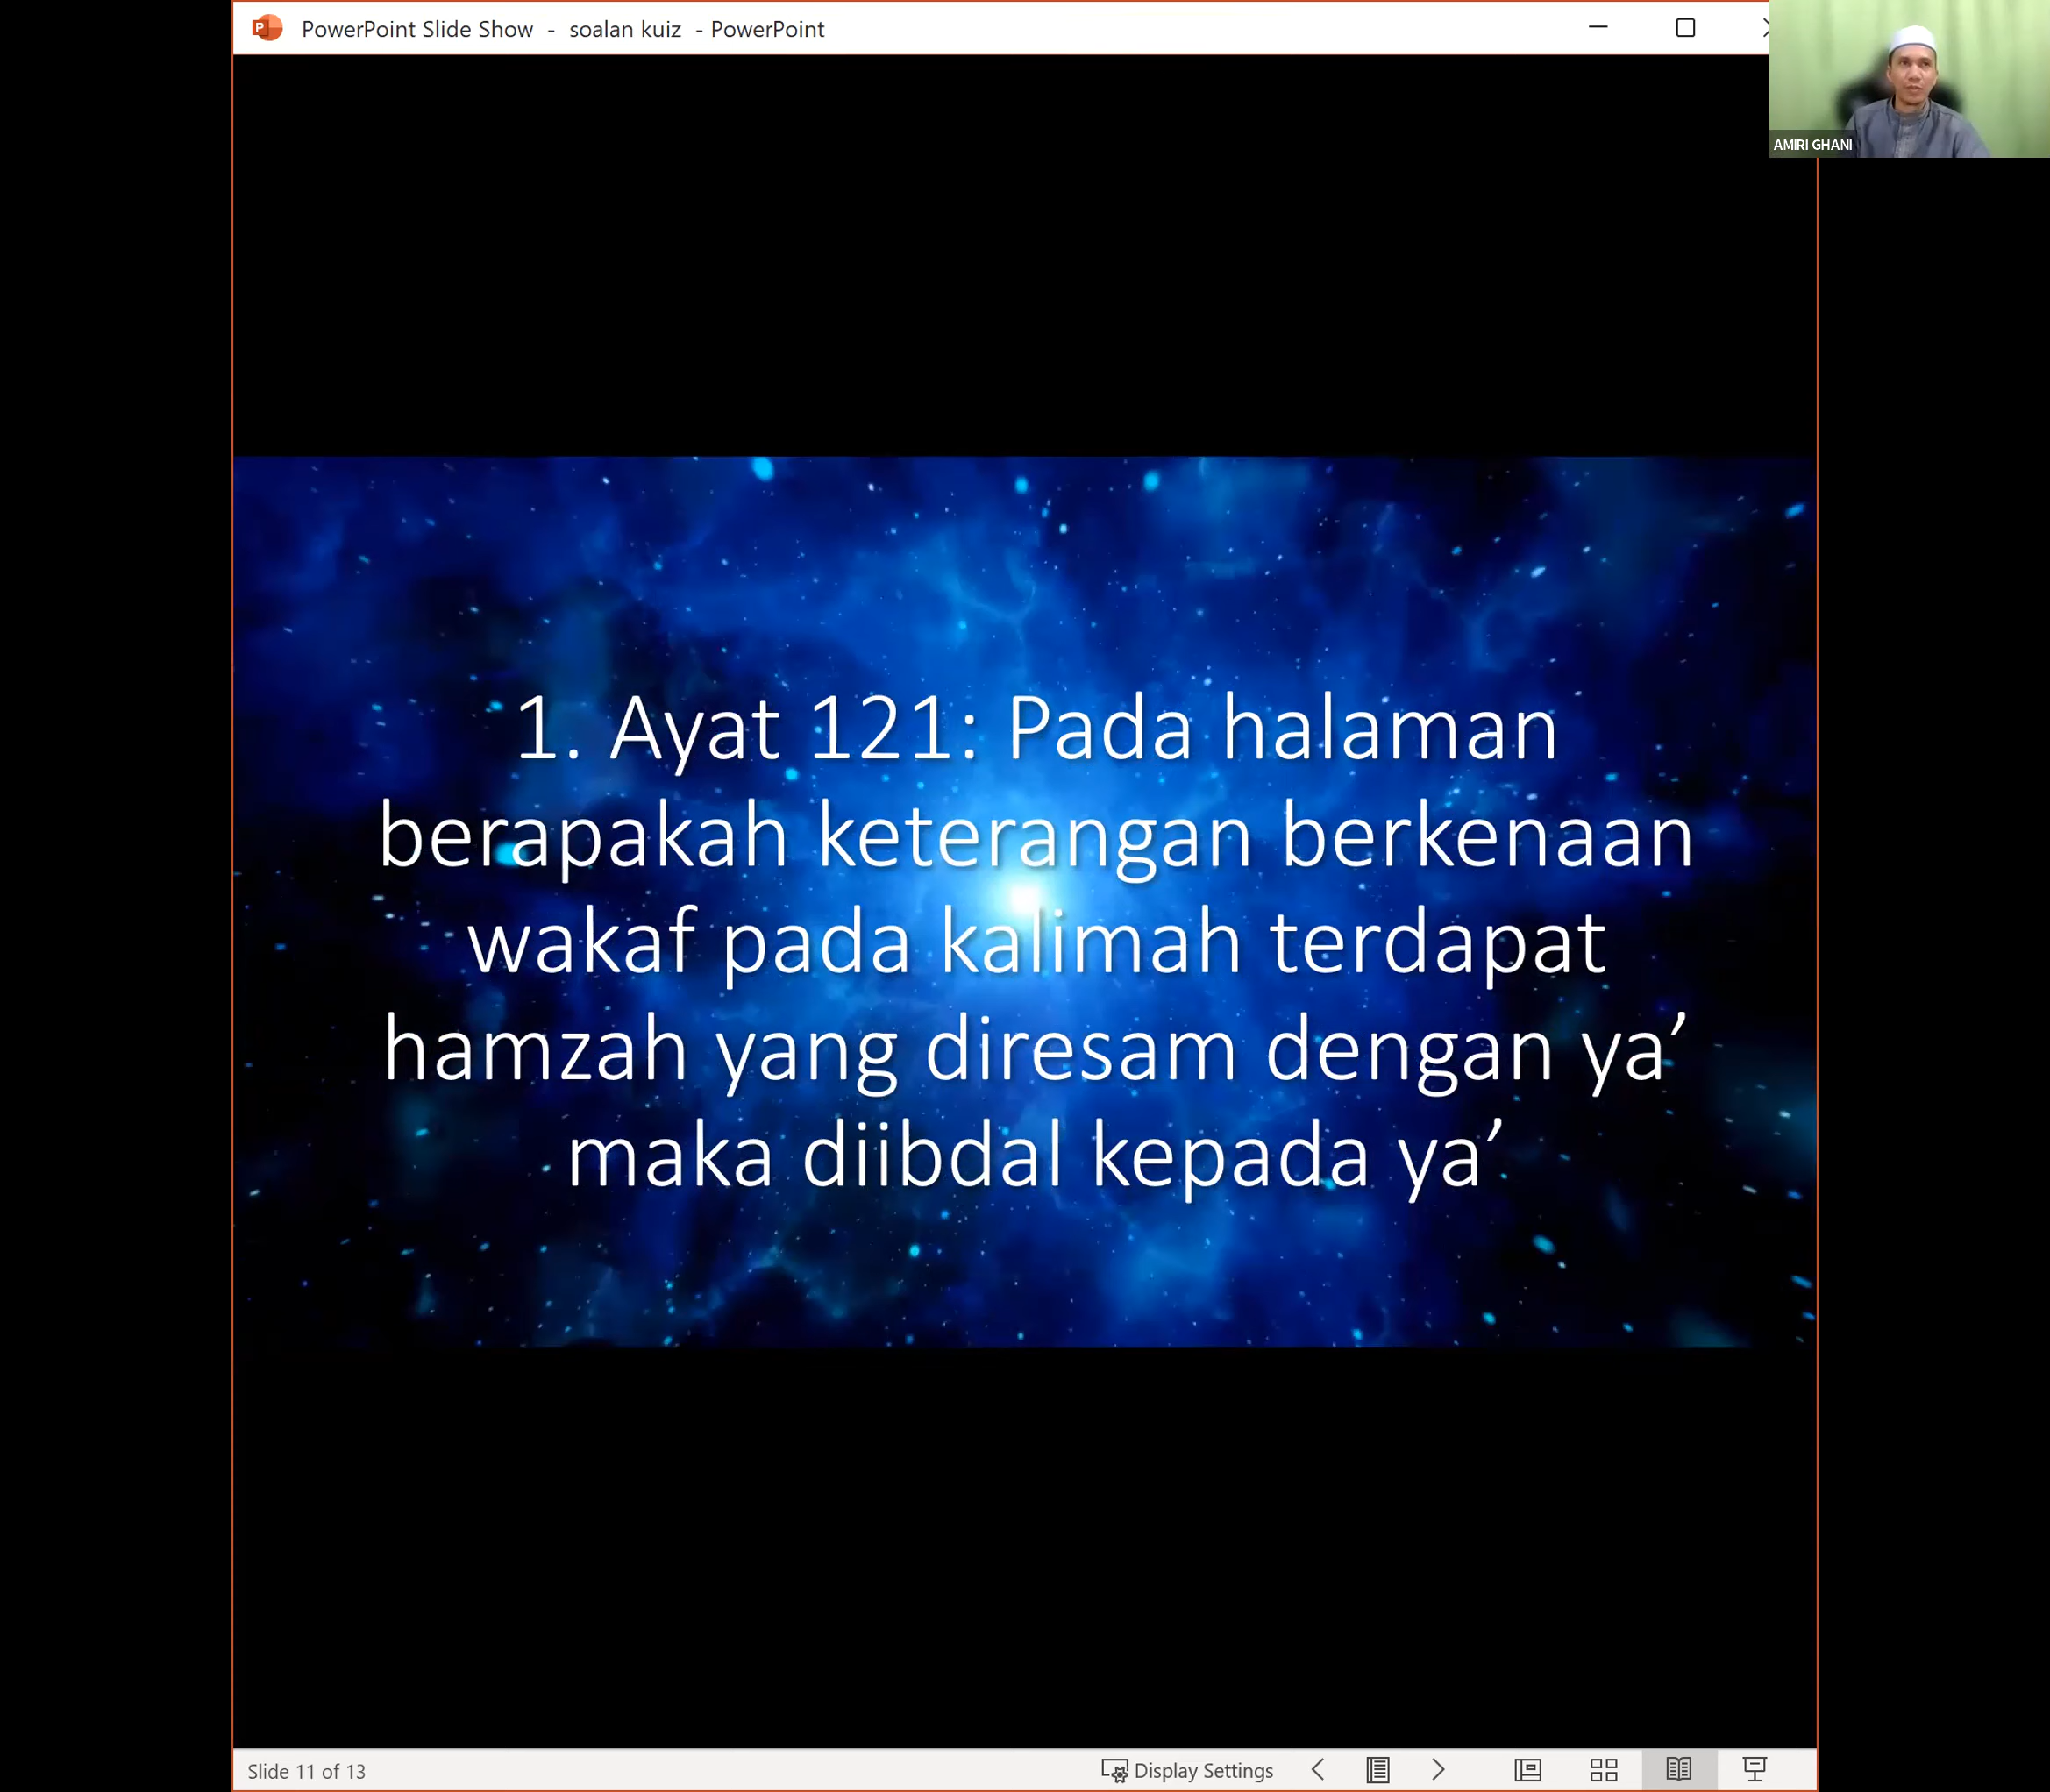 PowerPoint Slide Show - soalan kuiz - PowerPoint
AMIRI GHANI
1. Ayat 121: Pada halaman
berapakah keterangan berkenaan
wakaf pada kalimah terdapat
hamzah yang diresam dengan ya’
maka diibdal kepada ya’
Slide 11 of 13
Display Settings